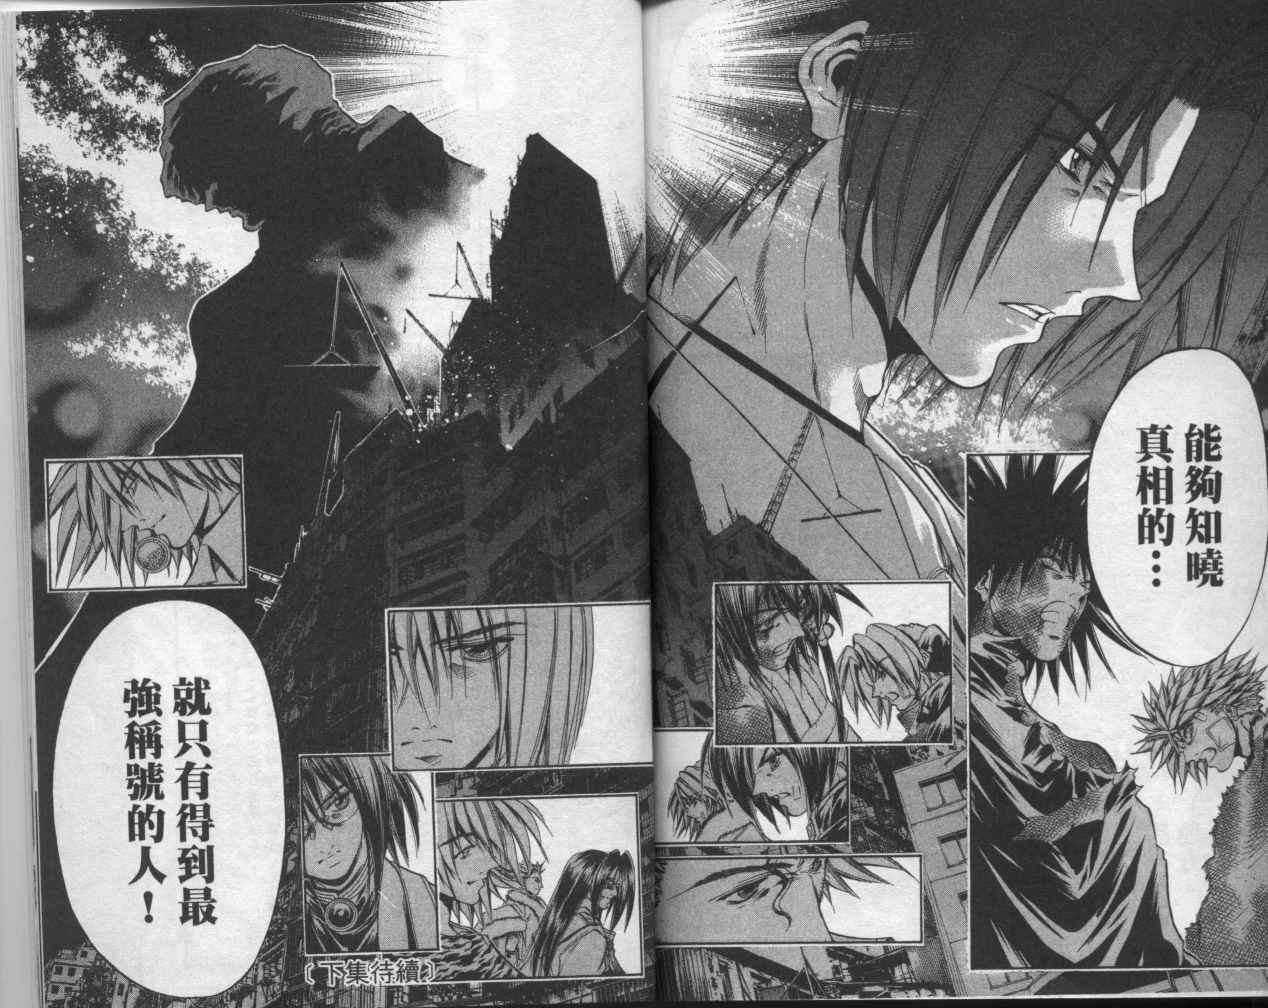 能夠知曉
真相的…
就只有得到最
強稱號的人！
〔下集待續〕